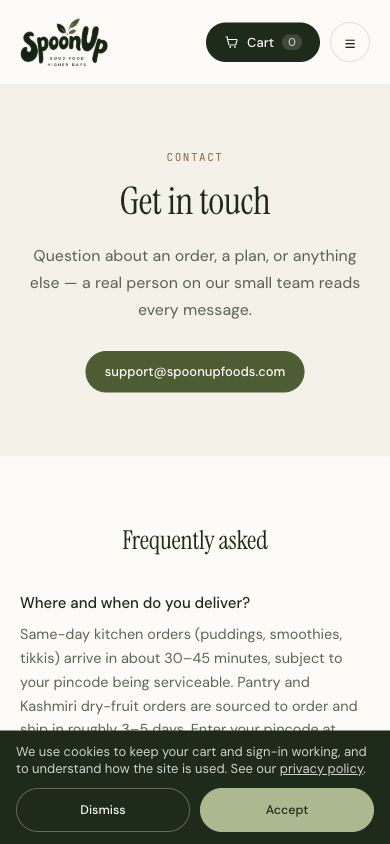 SpoonUp
GOOD FOOD
HIGHER DAYS
Cart 0
CONTACT
Get in touch
Question about an order, a plan, or anything
else — a real person on our small team reads
every message.
support@spoonupfoods.com
Frequently asked
Where and when do you deliver?
Same-day kitchen orders (puddings, smoothies,
tikkis) arrive in about 30–45 minutes, subject to
your pincode being serviceable. Pantry and
Kashmiri dry-fruit orders are sourced to order and
ship in roughly 3–5 days. Enter your pincode at
We use cookies to keep your cart and sign-in working, and
to understand how the site is used. See our privacy policy.
Dismiss
Accept